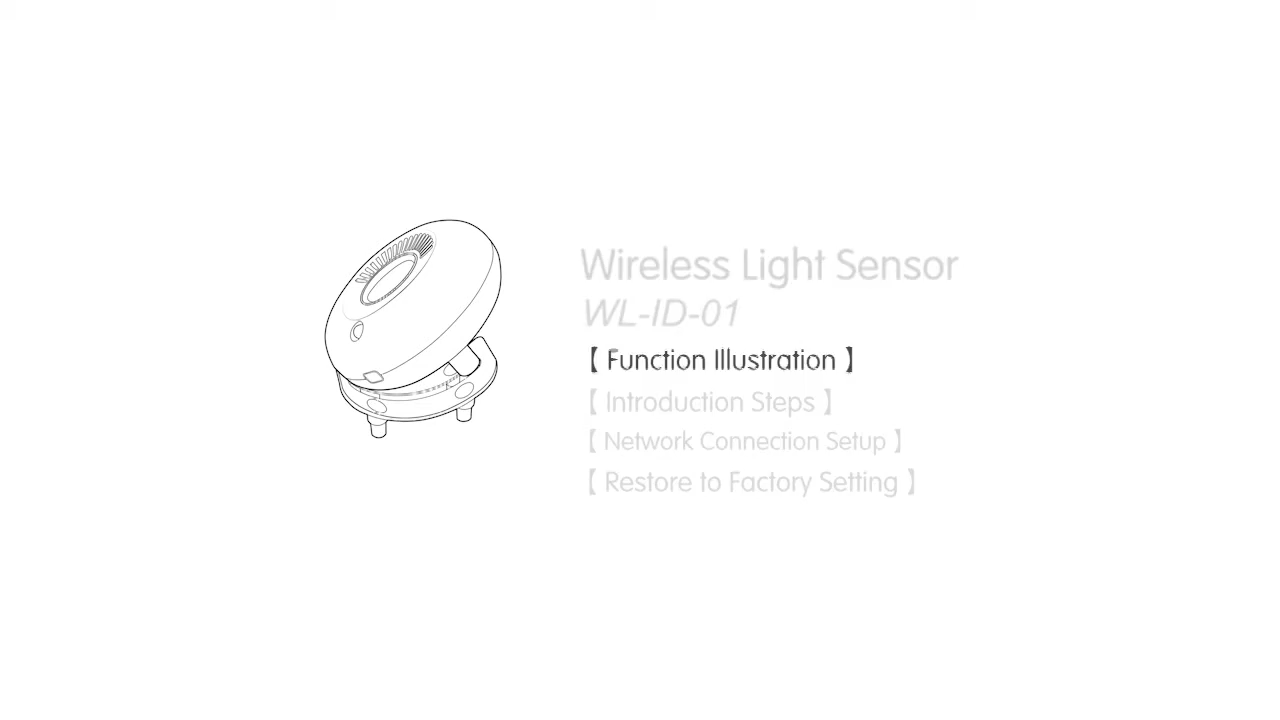 Wireless Light Sensor
WL-ID-01
【 Function Illustration 】
【 Introduction Steps 】
【 Network Connection Setup 】
【 Restore to Factory Setting 】